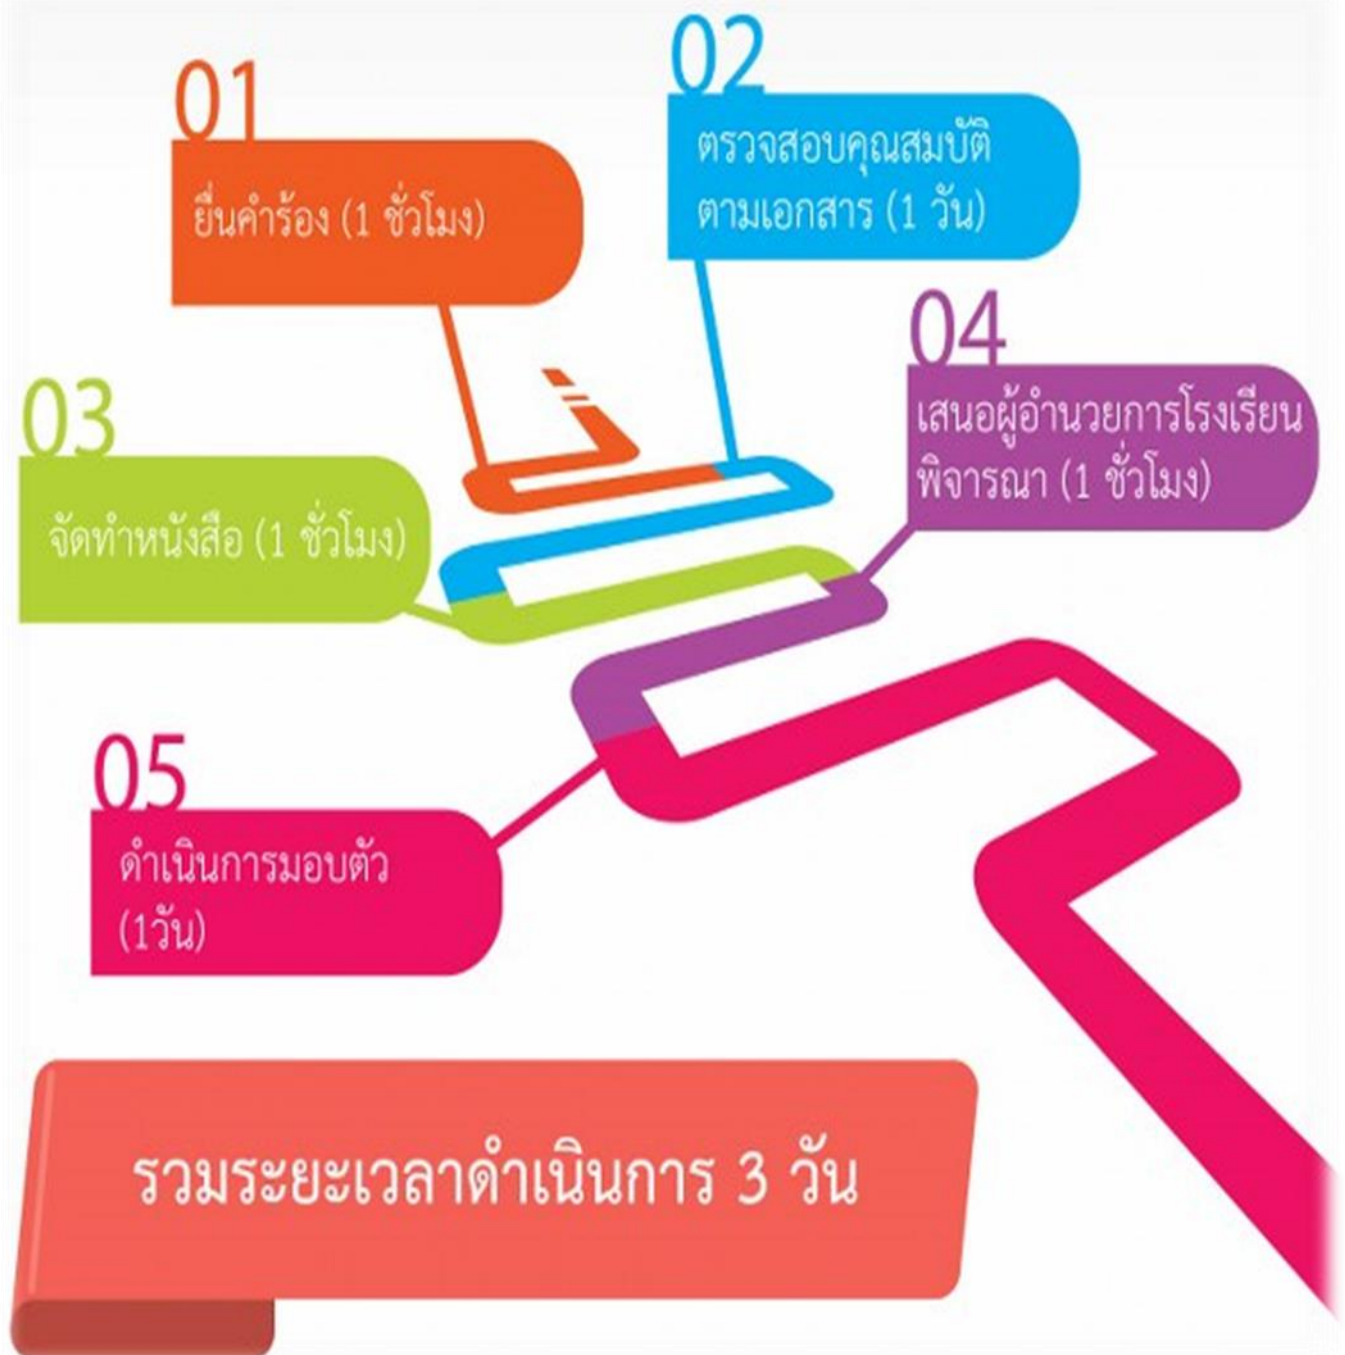 01
ยื่นคำร้อง (1 ชั่วโมง)
02
ตรวจสอบคุณสมบัติ
ตามเอกสาร (1 วัน)
03
จัดทำหนังสือ (1 ชั่วโมง)
04
เสนอผู้อำนวยการโรงเรียน
พิจารณา (1 ชั่วโมง)
05
ดำเนินการมอบตัว
(1วัน)
รวมระยะเวลาดำเนินการ 3 วัน